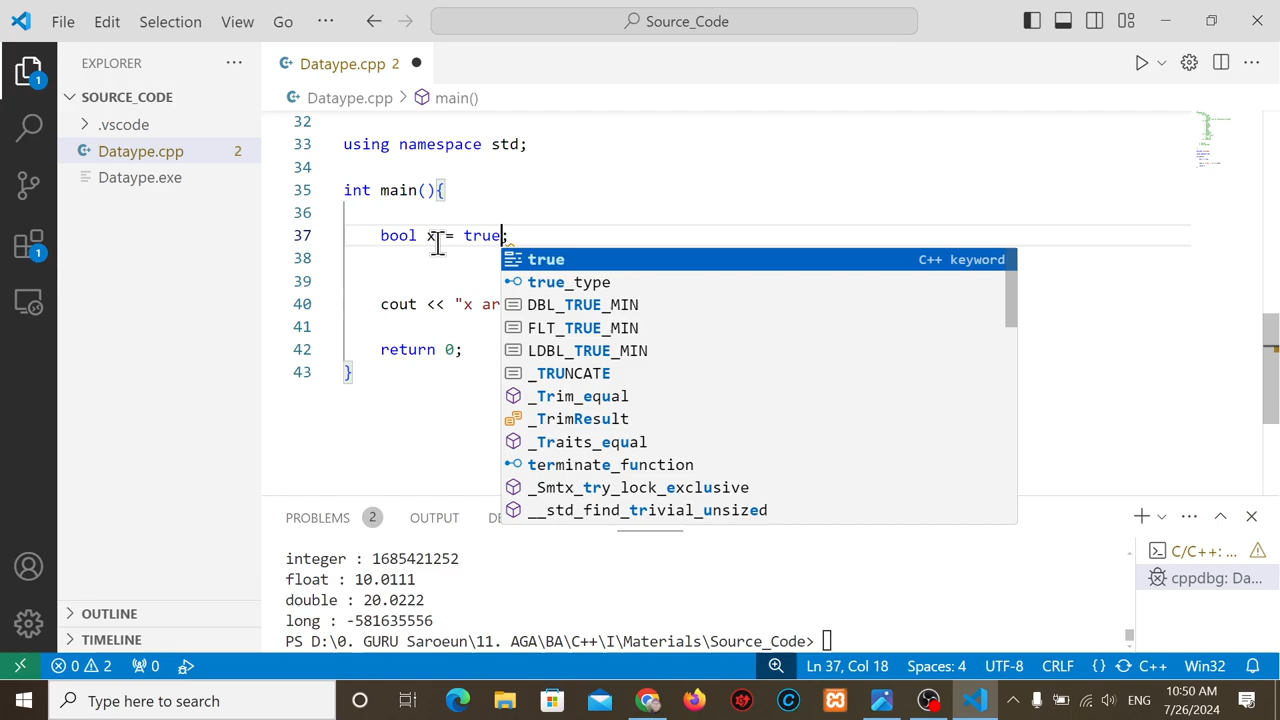 File Edit Selection View Go ··· Source_Code
EXPLORER ···
Dataype.cpp 2
SOURCE_CODE
Dataype.cpp > main()
.vscode
Dataype.cpp 2
Dataype.exe
32
33 using namespace std;
34
35 int main(){
36
37 bool x = true;
38
39
40 cout << "x ar
41
42 return 0;
43 }
true C++ keyword
true_type
DBL_TRUE_MIN
FLT_TRUE_MIN
LDBL_TRUE_MIN
_TRUNCATE
_Trim_equal
_TrimResult
_Traits_equal
terminate_function
_Smtx_try_lock_exclusive
__std_find_trivial_unsized
PROBLEMS 2 OUTPUT DE
integer : 1685421252
float : 10.0111
double : 20.0222
long : -581635556
PS D:\0. GURU Saroeun\11. AGA\BA\C++\I\Materials\Source_Code>
C/C++: ...
cppdbg: Da...
OUTLINE
TIMELINE
1
1
0 2 0 Ln 37, Col 18 Spaces: 4 UTF-8 CRLF {} C++ Win32
Type here to search
ENG
10:50 AM
7/26/2024